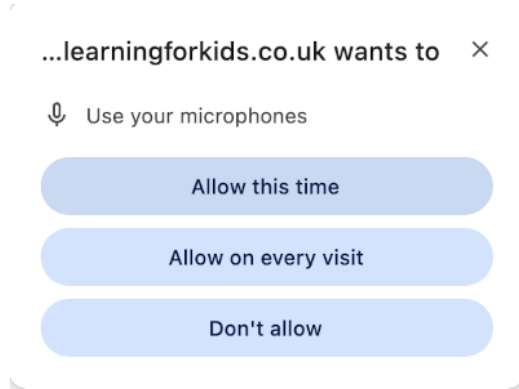 ...learningforkids.co.uk wants to
Use your microphones
Allow this time
Allow on every visit
Don't allow